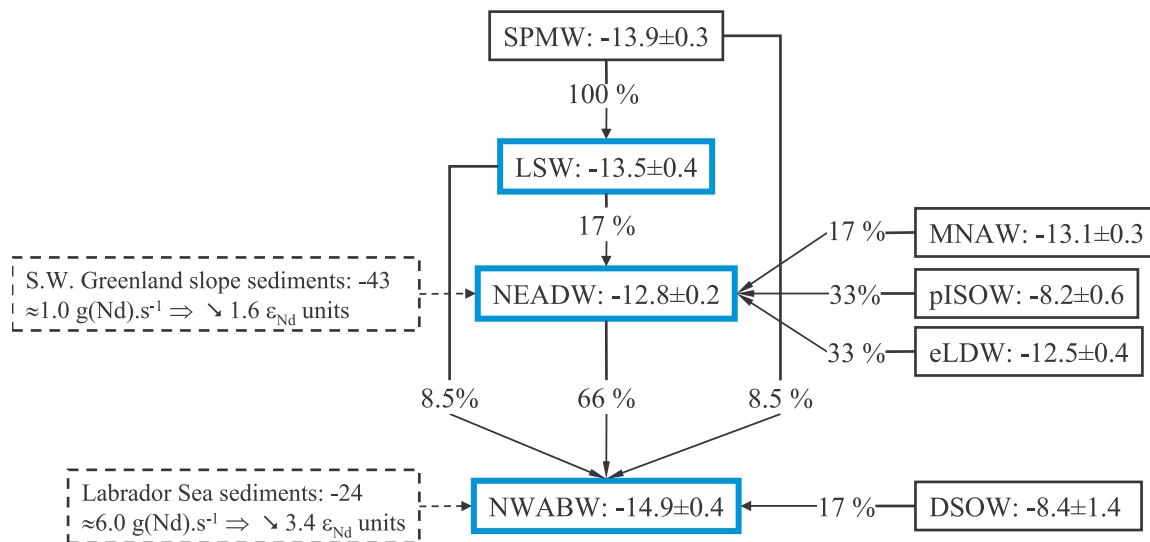 SPMW: -13.9±0.3
100 %
LSW: -13.5±0.4
17 %
17 %
MNAW: -13.1±0.3
S.W. Greenland slope sediments: -43
≈1.0 g(Nd).s⁻¹ ⇒ ↘ 1.6 εNd units
NEADW: -12.8±0.2
33%
pISOW: -8.2±0.6
33 %
eLDW: -12.5±0.4
8.5%
66 %
8.5 %
Labrador Sea sediments: -24
≈6.0 g(Nd).s⁻¹ ⇒ ↘ 3.4 εNd units
NWABW: -14.9±0.4
17 %
DSOW: -8.4±1.4